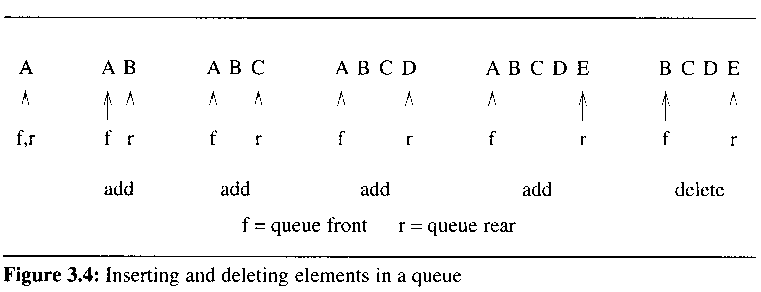 A A B A B C A B C D A B C D E B C D E
f,r f r f r f r f r f r
add add add add delete
f = queue front r = queue rear
Figure 3.4: Inserting and deleting elements in a queue